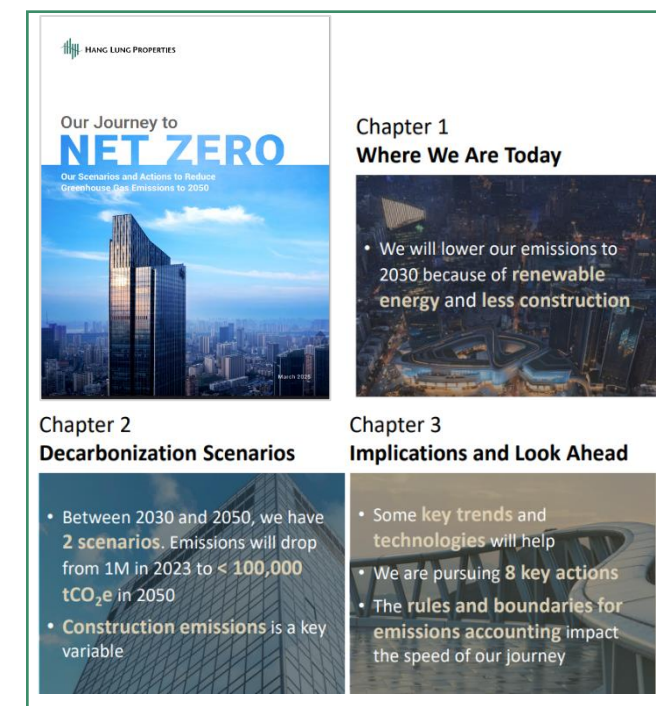 HANG LUNG PROPERTIES
Our Journey to
NET ZERO
Our Scenarios and Actions to Reduce
Greenhouse Gas Emissions to 2050
March 2025
Chapter 1
Where We Are Today
• We will lower our emissions to
2030 because of renewable
energy and less construction
Chapter 2
Decarbonization Scenarios
• Between 2030 and 2050, we have
2 scenarios. Emissions will drop
from 1M in 2023 to < 100,000
tCO₂e in 2050
• Construction emissions is a key
variable
Chapter 3
Implications and Look Ahead
• Some key trends and
technologies will help
• We are pursuing 8 key actions
• The rules and boundaries for
emissions accounting impact
the speed of our journey